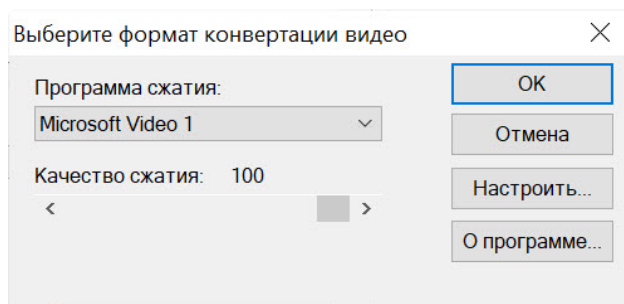 Выберите формат конвертации видео
Программа сжатия:
Microsoft Video 1
Качество сжатия: 100
OK
Отмена
Настроить...
О программе...